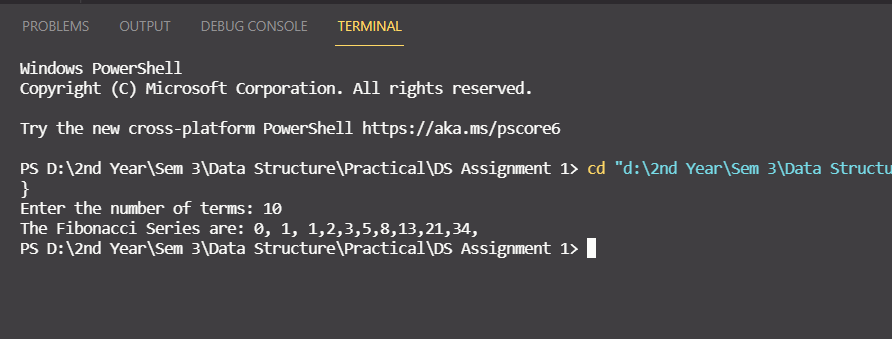 PROBLEMS OUTPUT DEBUG CONSOLE TERMINAL
Windows PowerShell
Copyright (C) Microsoft Corporation. All rights reserved.
Try the new cross-platform PowerShell https://aka.ms/pscore6
PS D:\2nd Year\Sem 3\Data Structure\Practical\DS Assignment 1> cd "d:\2nd Year\Sem 3\Data Structu
}
Enter the number of terms: 10
The Fibonacci Series are: 0, 1, 1,2,3,5,8,13,21,34,
PS D:\2nd Year\Sem 3\Data Structure\Practical\DS Assignment 1>